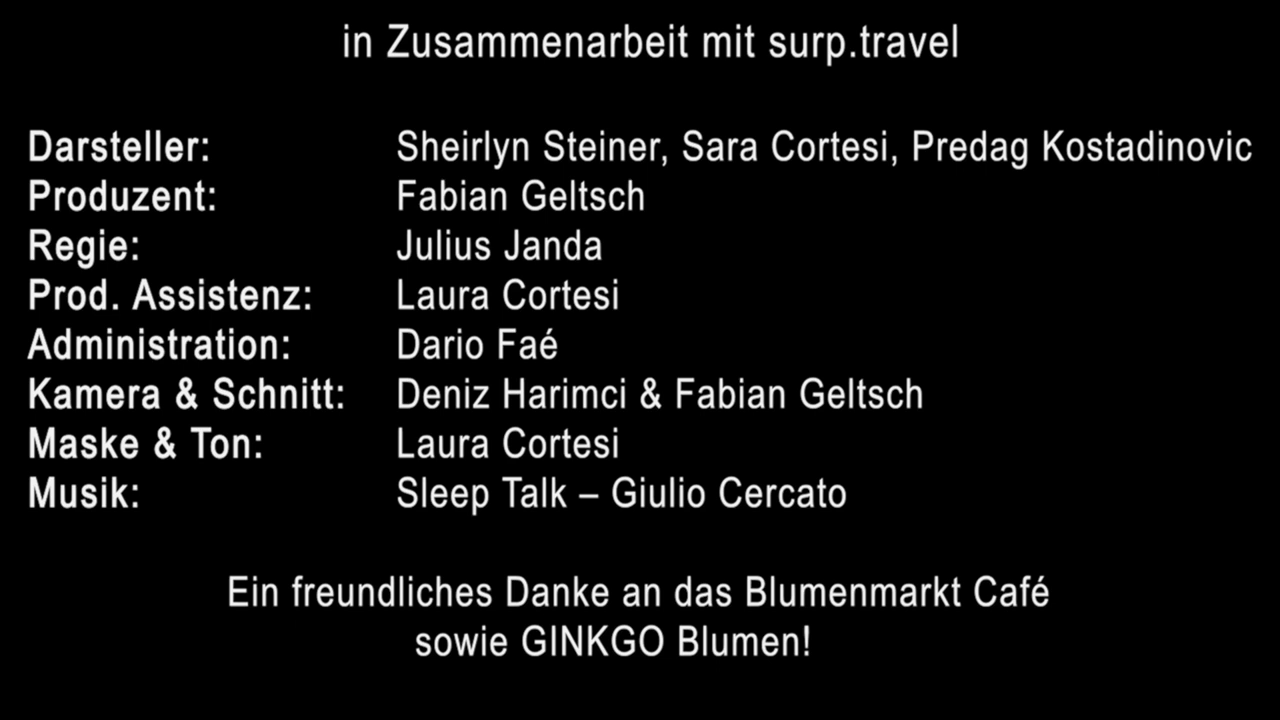 in Zusammenarbeit mit surp.travel
Darsteller: Sheirlyn Steiner, Sara Cortesi, Predag Kostadinovic
Produzent: Fabian Geltsch
Regie: Julius Janda
Prod. Assistenz: Laura Cortesi
Administration: Dario Faé
Kamera & Schnitt: Deniz Harimci & Fabian Geltsch
Maske & Ton: Laura Cortesi
Musik: Sleep Talk – Giulio Cercato
Ein freundliches Danke an das Blumenmarkt Café
sowie GINKGO Blumen!